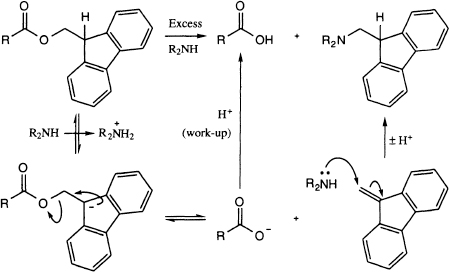 O O
H Excess
R O R OH + R₂N H
R₂NH
R₂NH R₂NH₂⁺ H⁺
(work-up) ± H⁺
O O R₂NH
R O − R O⁻ +